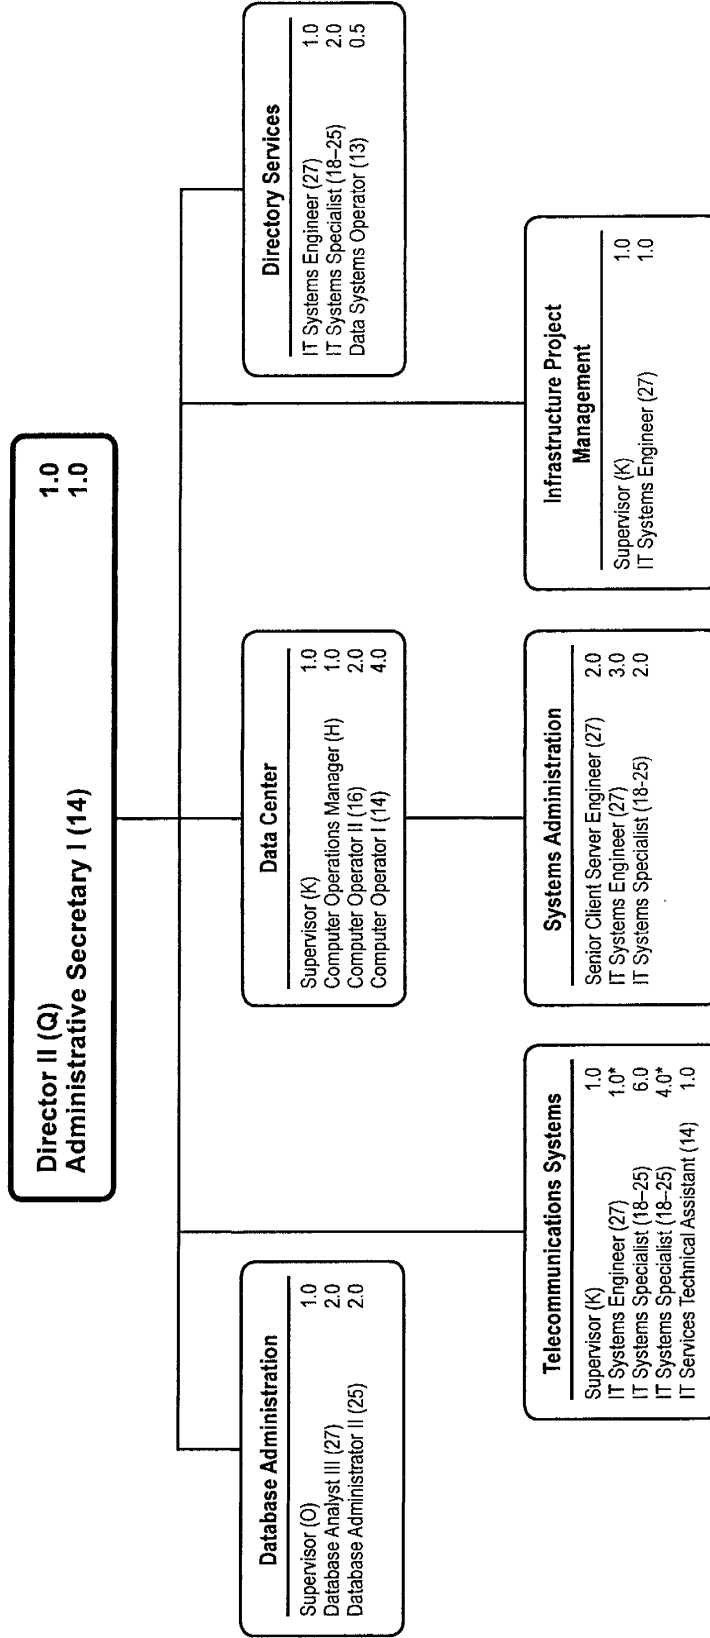 Director II (Q) 1.0
Administrative Secretary I (14) 1.0
Database Administration
Supervisor (O) 1.0
Database Analyst III (27) 2.0
Database Administrator II (25) 2.0
Data Center
Supervisor (K) 1.0
Computer Operations Manager (H) 1.0
Computer Operator II (16) 2.0
Computer Operator I (14) 4.0
Directory Services
IT Systems Engineer (27) 1.0
IT Systems Specialist (18–25) 2.0
Data Systems Operator (13) 0.5
Telecommunications Systems
Supervisor (K) 1.0
IT Systems Engineer (27) 1.0*
IT Systems Specialist (18–25) 6.0
IT Systems Specialist (18–25) 4.0*
IT Services Technical Assistant (14) 1.0
Systems Administration
Senior Client Server Engineer (27) 2.0
IT Systems Engineer (27) 3.0
IT Systems Specialist (18-25) 2.0
Infrastructure Project
Management
Supervisor (K) 1.0
IT Systems Engineer (27) 1.0